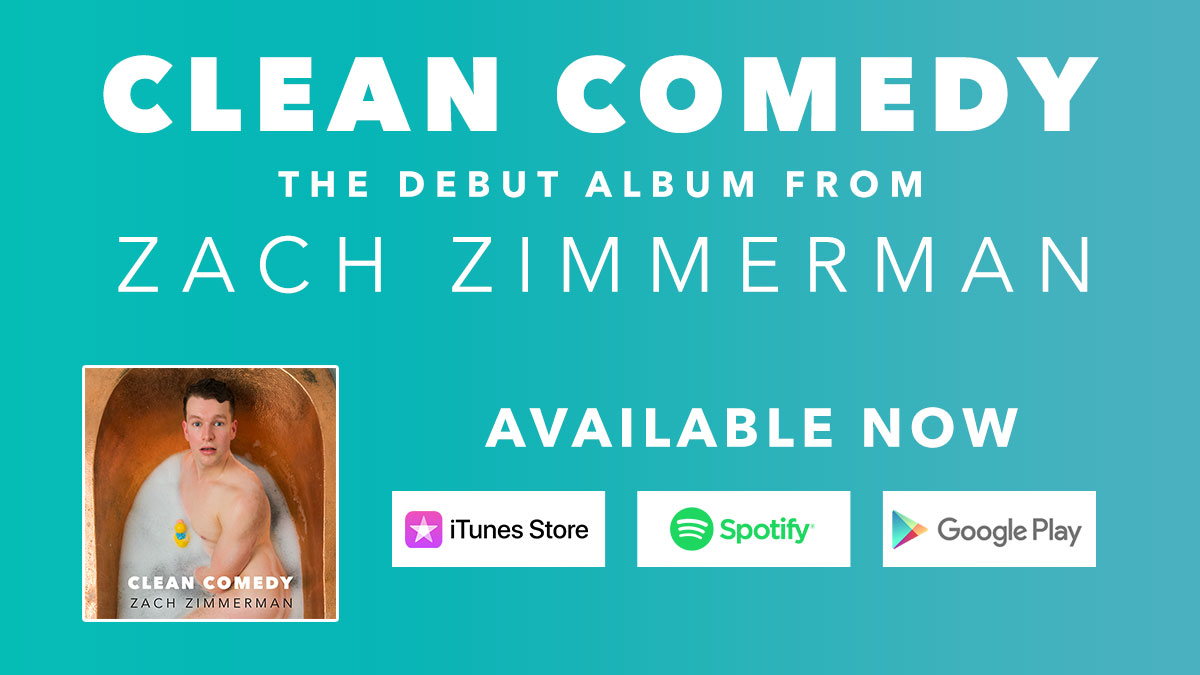 CLEAN COMEDY
THE DEBUT ALBUM FROM
ZACH ZIMMERMAN
AVAILABLE NOW
iTunes Store
Spotify®
Google Play
CLEAN COMEDY
ZACH ZIMMERMAN